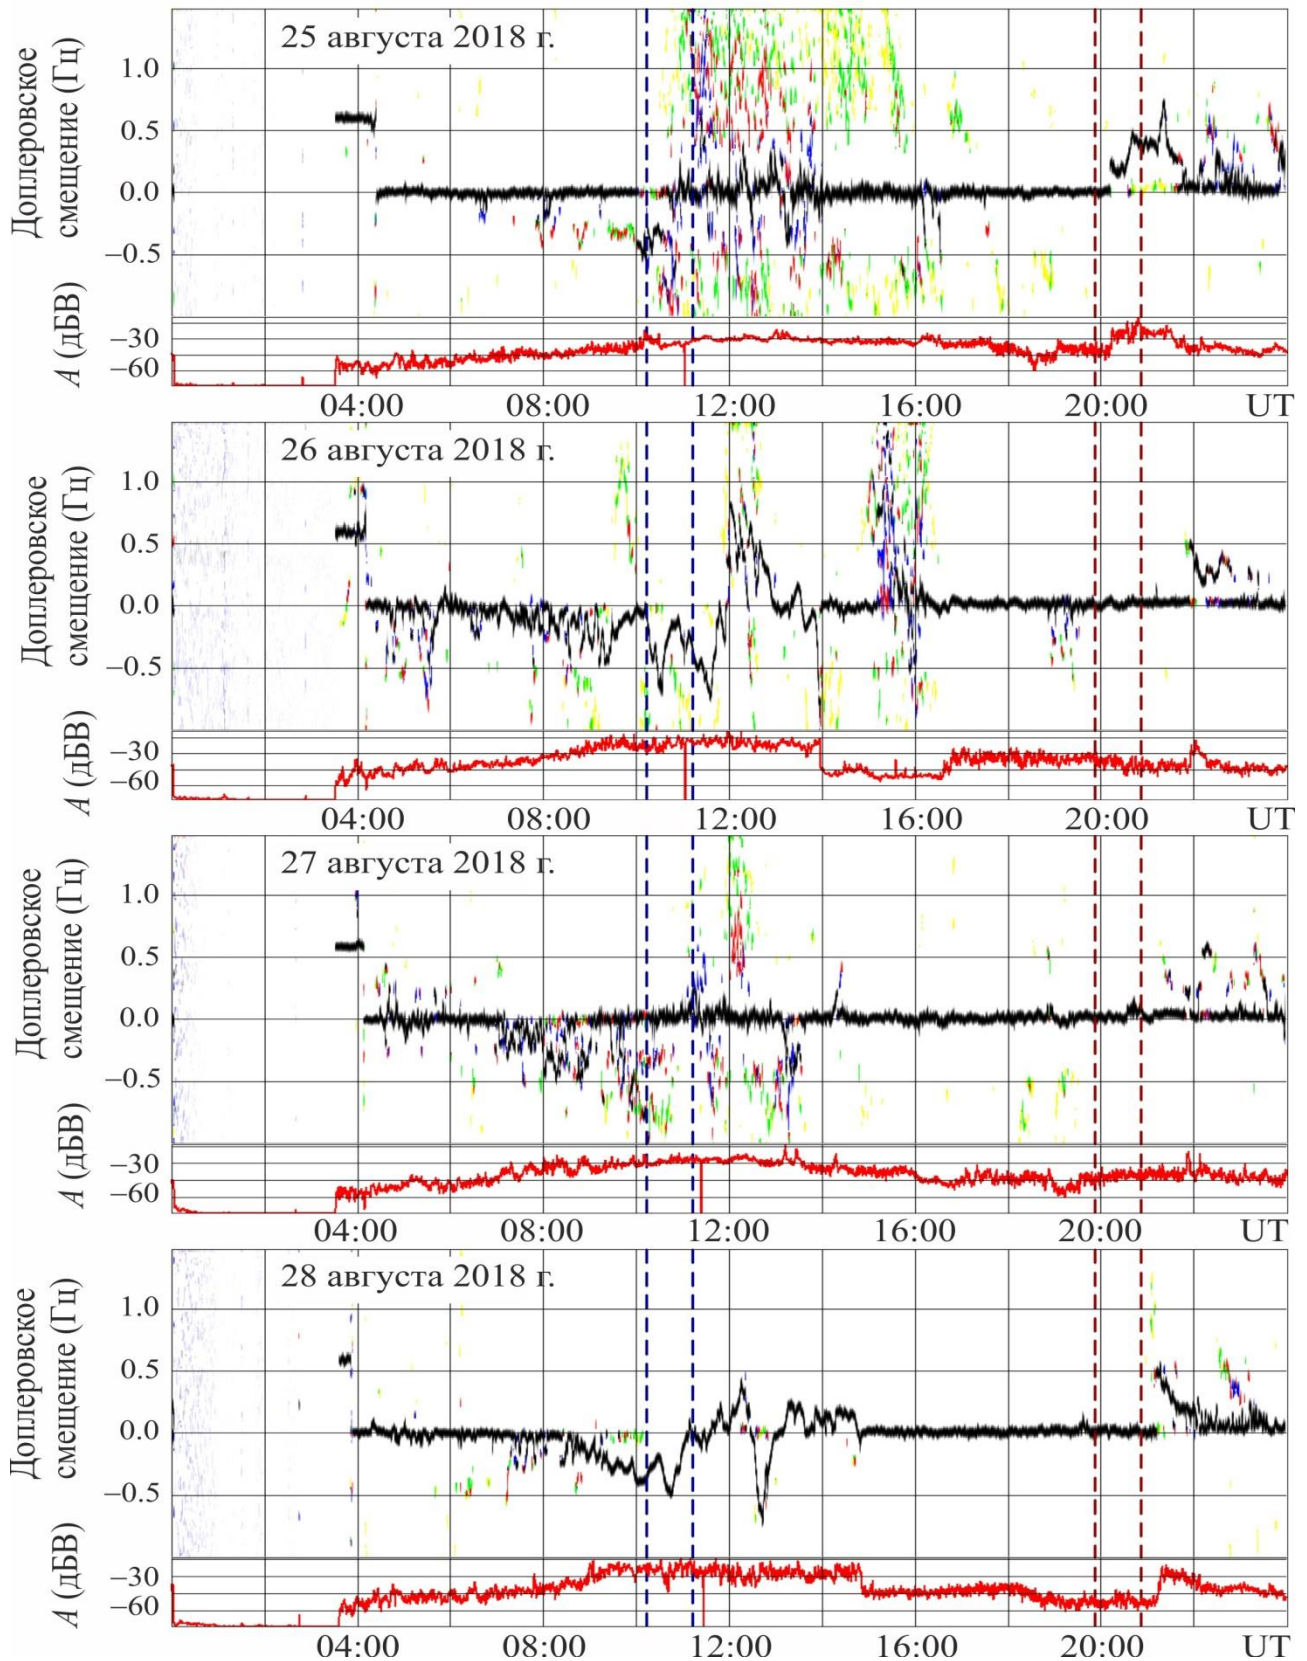 25 августа 2018 г.
Доплеровское
смещение (Гц)
1.0
0.5
0.0
–0.5
A (дБВ)
–30
–60
04:00 08:00 12:00 16:00 20:00 UT
26 августа 2018 г.
Доплеровское
смещение (Гц)
1.0
0.5
0.0
–0.5
A (дБВ)
–30
–60
04:00 08:00 12:00 16:00 20:00 UT
27 августа 2018 г.
Доплеровское
смещение (Гц)
1.0
0.5
0.0
–0.5
A (дБВ)
–30
–60
04:00 08:00 12:00 16:00 20:00 UT
28 августа 2018 г.
Доплеровское
смещение (Гц)
1.0
0.5
0.0
–0.5
A (дБВ)
–30
–60
04:00 08:00 12:00 16:00 20:00 UT